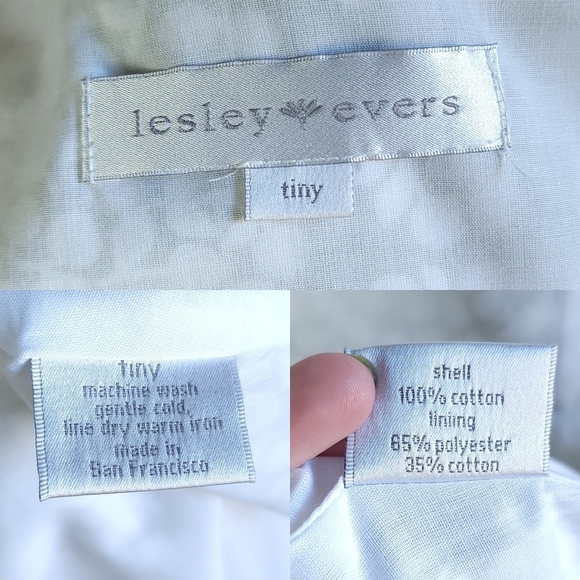 lesley evers
tiny
tiny
machine wash
gentle cold,
line dry warm iron
made in
San Francisco
shell
100% cotton
lining
65% polyester
35% cotton